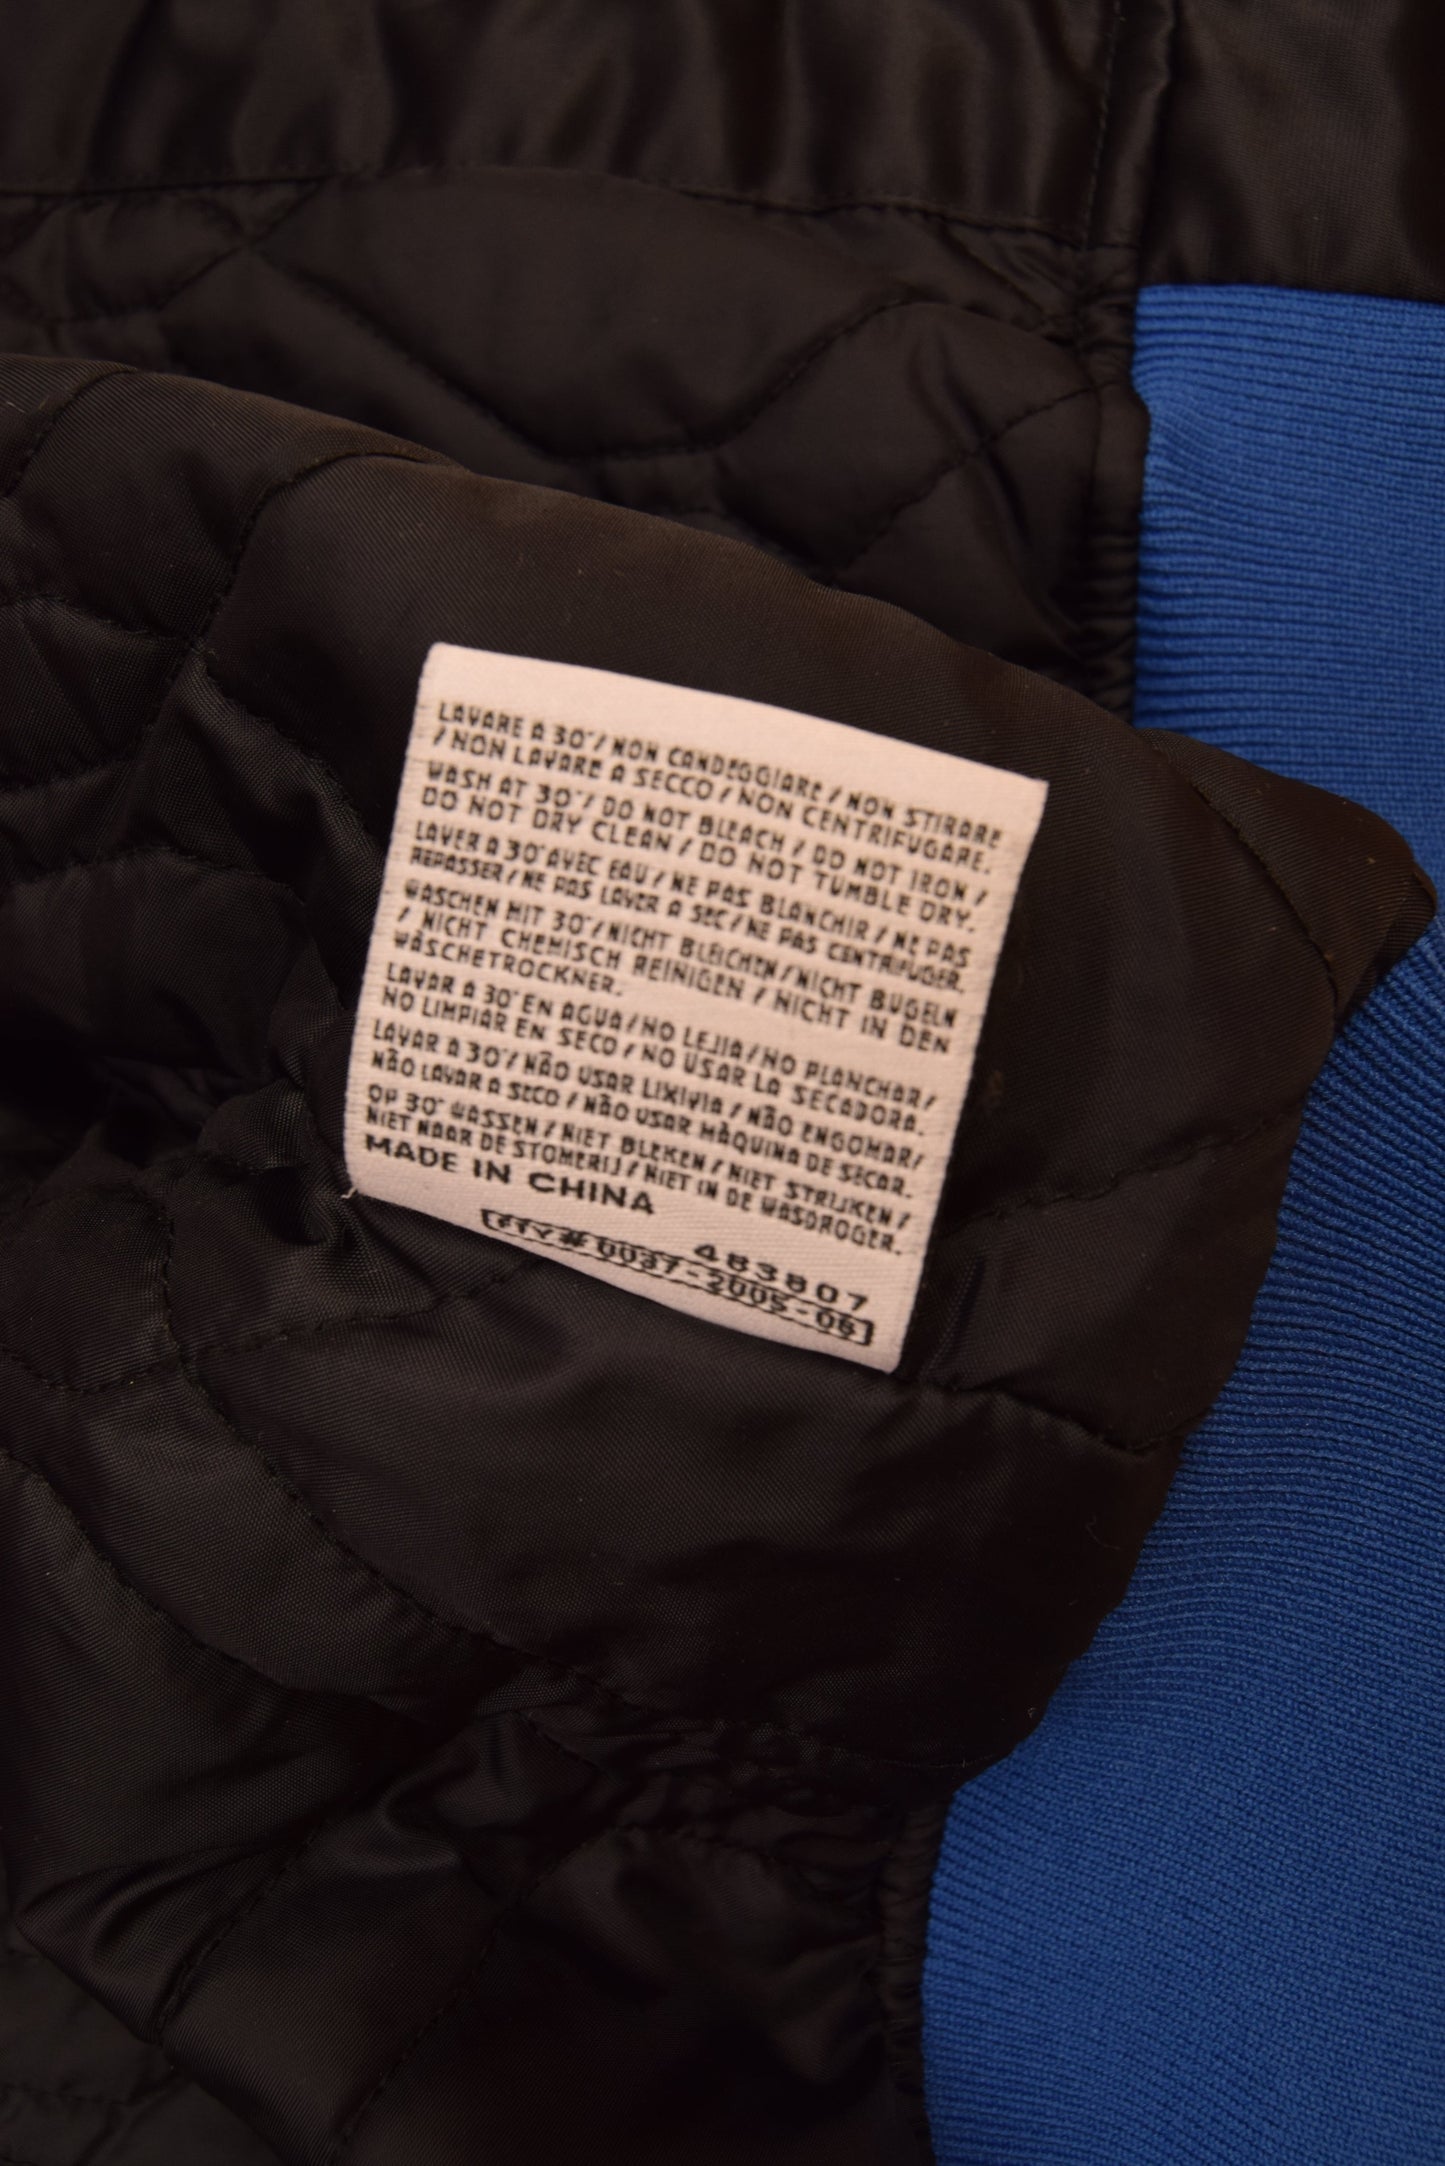 LAVARE A 30°/ NON CANDEGGIARE / NON STIRARE
/ NON LAVARE A SECCO / NON CENTRIFUGARE.
WASH AT 30°/ DO NOT BLEACH / DO NOT IRON /
DO NOT DRY CLEAN / DO NOT TUMBLE DRY.
LAVER A 30° AVEC EAU / NE PAS BLANCHIR / NE PAS
REPASSER / NE PAS LAVER A SEC / NE PAS CENTRIFUGER.
WASCHEN MIT 30°/ NICHT BLEICHEN / NICHT BUGELN
/ NICHT CHEMISCH REINIGEN / NICHT IN DEN
WÄSCHETROCKNER.
LAVAR A 30° EN AGUA / NO LEJIA / NO PLANCHAR /
NO LIMPIAR EN SECO / NO USAR LA SECADORA.
LAVAR A 30°/ NÃO USAR LIXIVIA / NÃO ENGOMAR /
NÃO LAVAR A SECO / NÃO USAR MÀQUINA DE SECAR.
OP 30° WASSEN / NIET BLEKEN / NIET STRIJKEN /
NIET NAAR DE STOMERIJ / NIET IN DE WASDROGER.
MADE IN CHINA
483807
FTY# 0037-2005-06